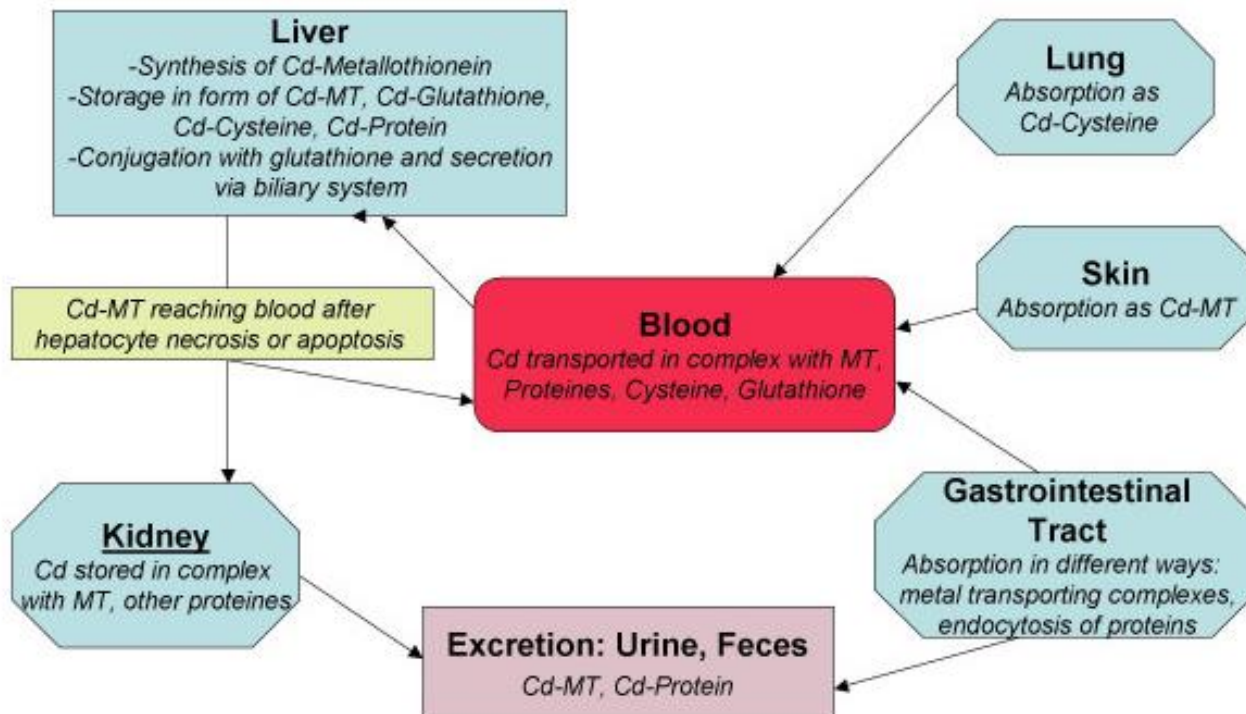 Liver
-Synthesis of Cd-Metallothionein
-Storage in form of Cd-MT, Cd-Glutathione,
Cd-Cysteine, Cd-Protein
-Conjugation with glutathione and secretion
via biliary system
Lung
Absorption as
Cd-Cysteine
Skin
Absorption as Cd-MT
Cd-MT reaching blood after
hepatocyte necrosis or apoptosis
Blood
Cd transported in complex with MT,
Proteines, Cysteine, Glutathione
Kidney
Cd stored in complex
with MT, other proteines
Gastrointestinal
Tract
Absorption in different ways:
metal transporting complexes,
endocytosis of proteins
Excretion: Urine, Feces
Cd-MT, Cd-Protein